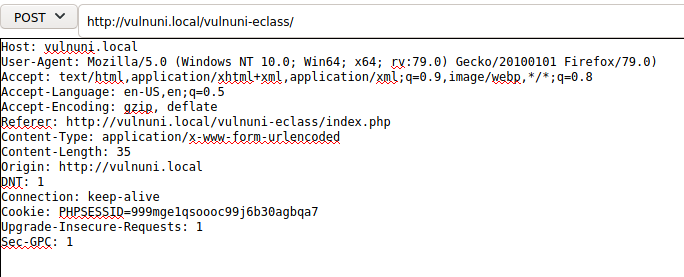 POST
http://vulnuni.local/vulnuni-eclass/
Host: vulnuni.local
User-Agent: Mozilla/5.0 (Windows NT 10.0; Win64; x64; rv:79.0) Gecko/20100101 Firefox/79.0)
Accept: text/html,application/xhtml+xml,application/xml;q=0.9,image/webp,*/*;q=0.8
Accept-Language: en-US,en;q=0.5
Accept-Encoding: gzip, deflate
Referer: http://vulnuni.local/vulnuni-eclass/index.php
Content-Type: application/x-www-form-urlencoded
Content-Length: 35
Origin: http://vulnuni.local
DNT: 1
Connection: keep-alive
Cookie: PHPSESSID=999mge1qsoooc99j6b30agbqa7
Upgrade-Insecure-Requests: 1
Sec-GPC: 1